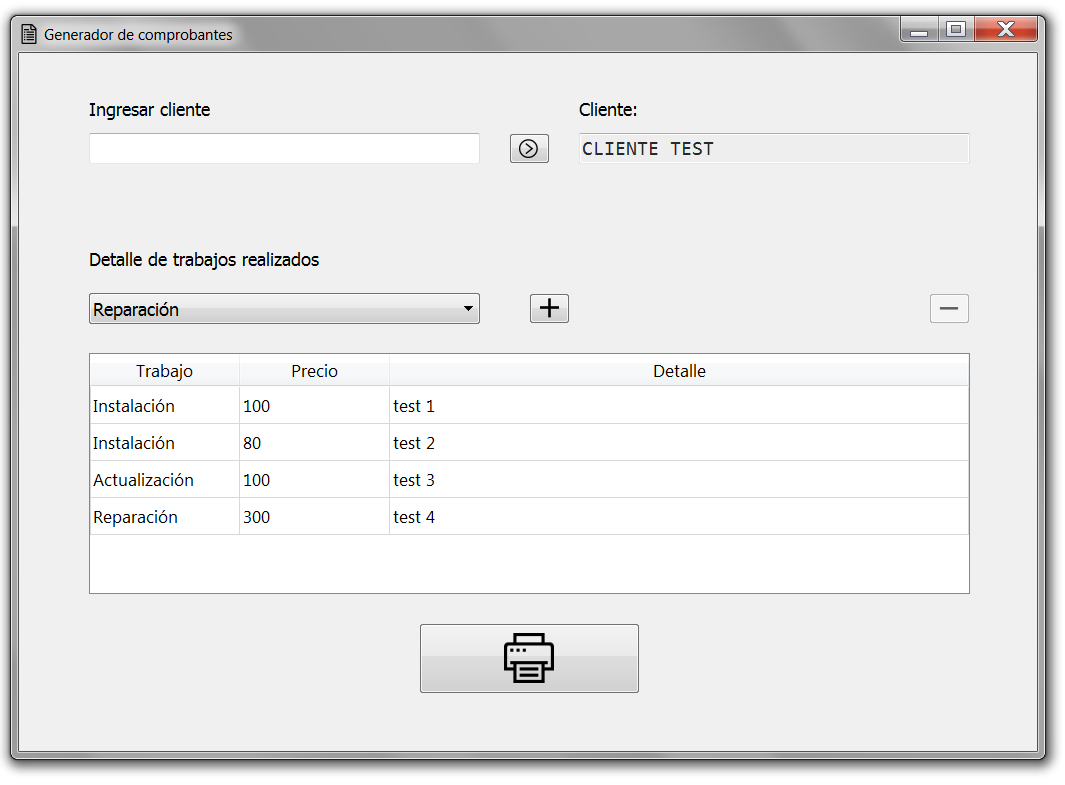 Generador de comprobantes
Ingresar cliente
Cliente:
CLIENTE TEST
Detalle de trabajos realizados
Reparación
Trabajo Precio Detalle
Instalación 100 test 1
Instalación 80 test 2
Actualización 100 test 3
Reparación 300 test 4